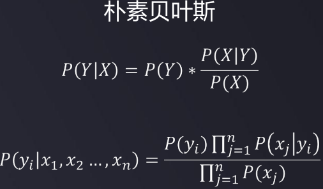 朴素贝叶斯
P(Y|X) = P(Y) * P(X|Y) / P(X)
P(y_i|x_1, x_2 ..., x_n) = P(y_i) ∏_{j=1}^{n} P(x_j|y_i) / ∏_{j=1}^{n} P(x_j)